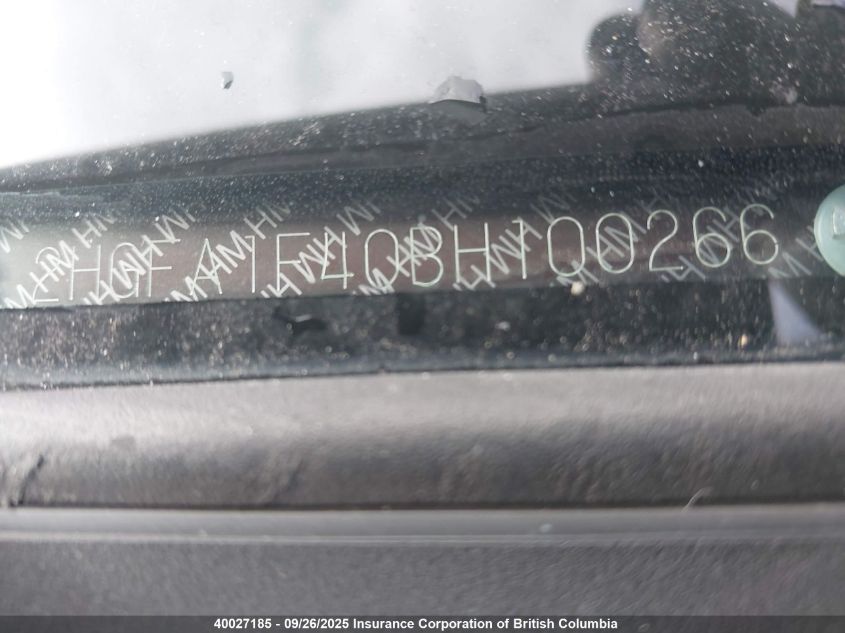 2HGFA1F40BH100266
40027185 - 09/26/2025 Insurance Corporation of British Columbia